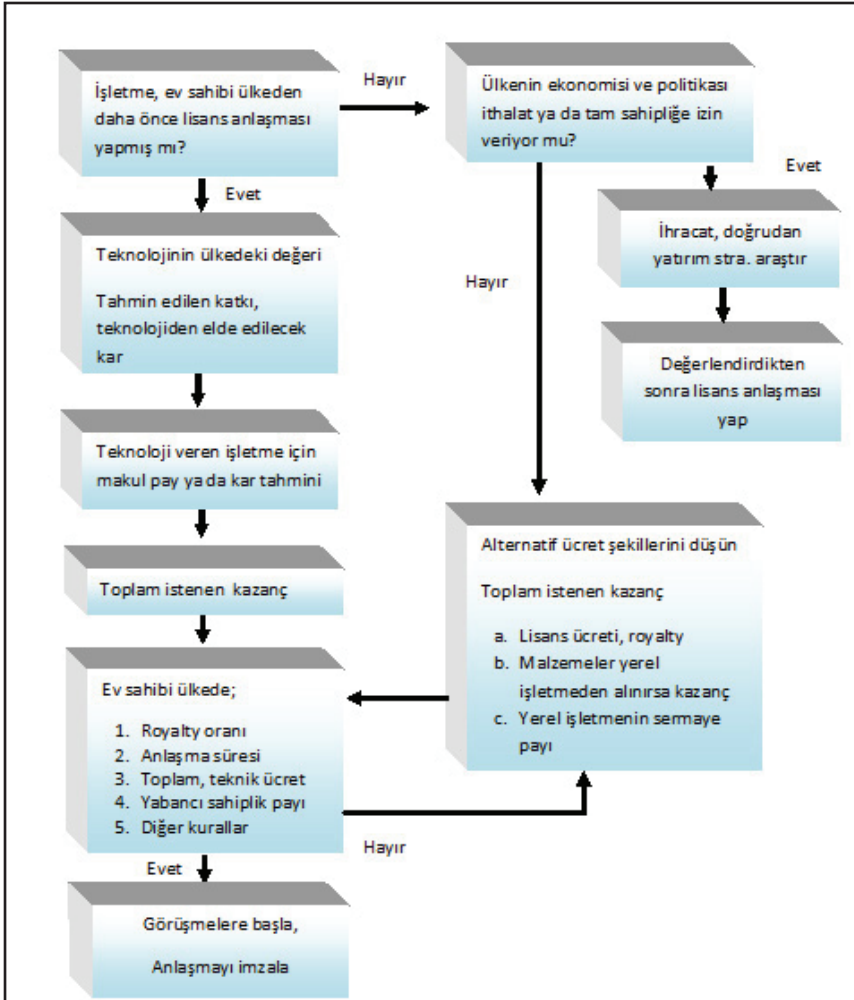 İşletme, ev sahibi ülkeden
daha önce lisans anlaşması
yapmış mı?
Hayır
Ülkenin ekonomisi ve politikası
ithalat ya da tam sahipliğe izin
veriyor mu?
Evet
Evet
Teknolojinin ülkedeki değeri
Tahmin edilen katkı,
teknolojiden elde edilecek
kar
İhracat, doğrudan
yatırım stra. araştır
Hayır
Değerlendirdikten
sonra lisans anlaşması
yap
Teknoloji veren işletme için
makul pay ya da kar tahmini
Toplam istenen kazanç
Alternatif ücret şekillerini düşün
Toplam istenen kazanç
a. Lisans ücreti, royalty
b. Malzemeler yerel
işletmeden alınırsa kazanç
c. Yerel işletmenin sermaye
payı
Ev sahibi ülkede;
1. Royalty oranı
2. Anlaşma süresi
3. Toplam, teknik ücret
4. Yabancı sahiplik payı
5. Diğer kurallar
Hayır
Evet
Görüşmelere başla,
Anlaşmayı imzala